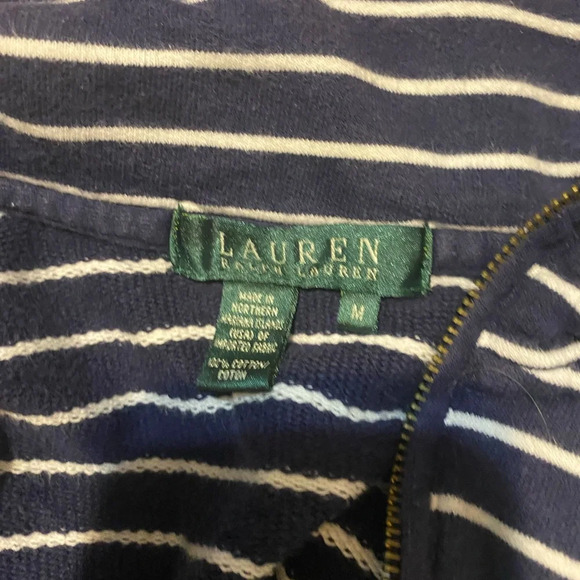 LAUREN
RALPH LAUREN
M
MADE IN
NORTHERN
MARIANA ISLANDS
(USA) OF
IMPORTED FABRIC
100% COTTON/
COTON